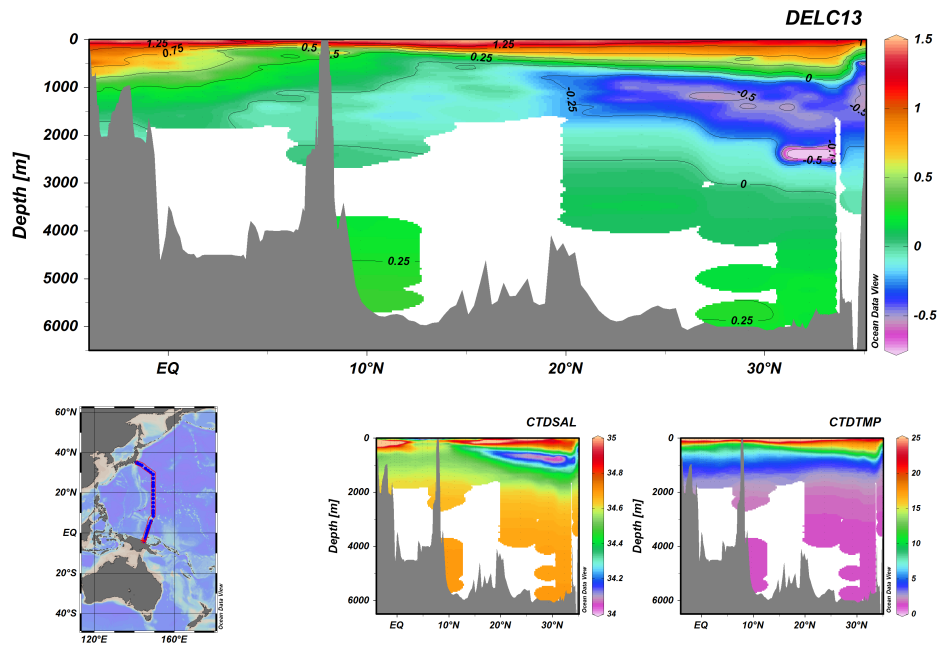 DELC13
0
1000
2000
3000
4000
5000
6000
Depth [m]
1.25
0.75
0.5
.5
1.25
0.25
0
-0.5
-0.25
-0.5
-0.5
0
0.25
0.25
EQ
10°N
20°N
30°N
1.5
1
0.5
0
-0.5
Ocean Data View
60°N
40°N
20°N
EQ
20°S
40°S
120°E
160°E
Ocean Data View
CTDSAL
0
2000
4000
6000
Depth [m]
EQ
10°N
20°N
30°N
35
34.8
34.6
34.4
34.2
34
Ocean Data View
CTDTMP
0
2000
4000
6000
Depth [m]
EQ
10°N
20°N
30°N
25
20
15
10
5
0
Ocean Data View